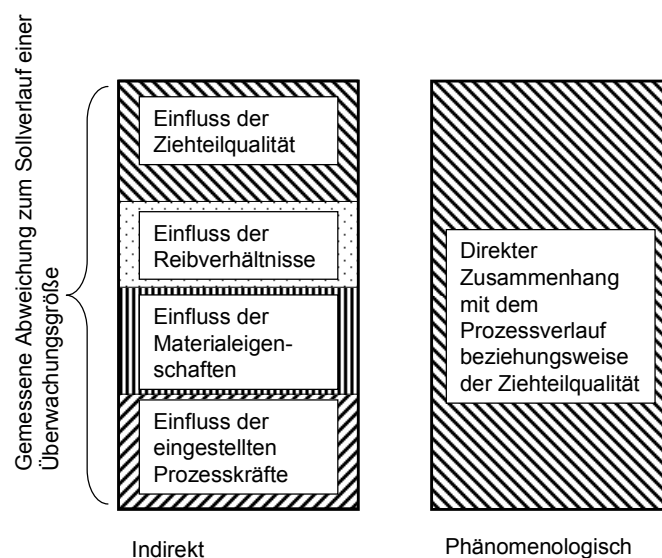 Gemessene Abweichung zum Sollverlauf einer
Überwachungsgröße
Einfluss der
Ziehteilqualität
Einfluss der
Reibverhältnisse
Einfluss der
Materialeigen-
schaften
Einfluss der
eingestellten
Prozesskräfte
Indirekt
Direkter
Zusammenhang
mit dem
Prozessverlauf
beziehungsweise
der Ziehteilqualität
Phänomenologisch